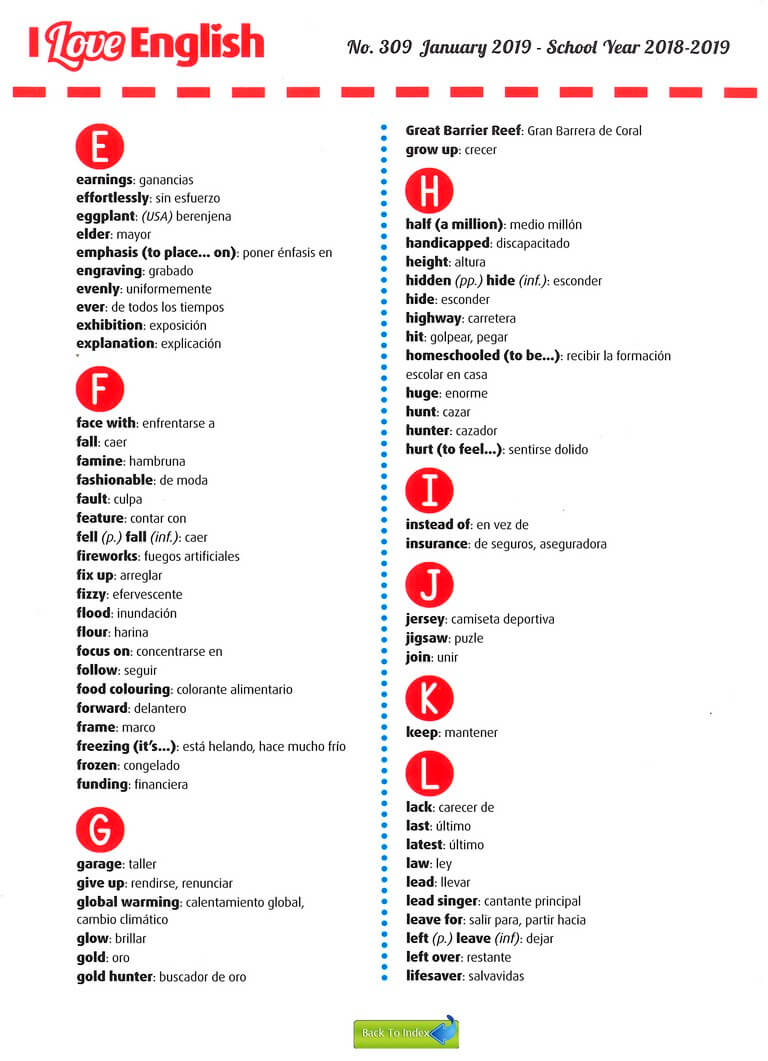 I Love English
No. 309 January 2019 - School Year 2018-2019
E
earnings: ganancias
effortlessly: sin esfuerzo
eggplant: (USA) berenjena
elder: mayor
emphasis (to place... on): poner énfasis en
engraving: grabado
evenly: uniformemente
ever: de todos los tiempos
exhibition: exposición
explanation: explicación
F
face with: enfrentarse a
fall: caer
famine: hambruna
fashionable: de moda
fault: culpa
feature: contar con
fell (p.) fall (inf.): caer
fireworks: fuegos artificiales
fix up: arreglar
fizzy: efervescente
flood: inundación
flour: harina
focus on: concentrarse en
follow: seguir
food colouring: colorante alimentario
forward: delantero
frame: marco
freezing (it's...): está helando, hace mucho frío
frozen: congelado
funding: financiera
G
garage: taller
give up: rendirse, renunciar
global warming: calentamiento global,
cambio climático
glow: brillar
gold: oro
gold hunter: buscador de oro
Great Barrier Reef: Gran Barrera de Coral
grow up: crecer
H
half (a million): medio millón
handicapped: discapacitado
height: altura
hidden (pp.) hide (inf.): esconder
hide: esconder
highway: carretera
hit: golpear, pegar
homeschooled (to be...): recibir la formación
escolar en casa
huge: enorme
hunt: cazar
hunter: cazador
hurt (to feel...): sentirse dolido
I
instead of: en vez de
insurance: de seguros, aseguradora
J
jersey: camiseta deportiva
jigsaw: puzle
join: unir
K
keep: mantener
L
lack: carecer de
last: último
latest: último
law: ley
lead: llevar
lead singer: cantante principal
leave for: salir para, partir hacia
left (p.) leave (inf): dejar
left over: restante
lifesaver: salvavidas
Back To Index